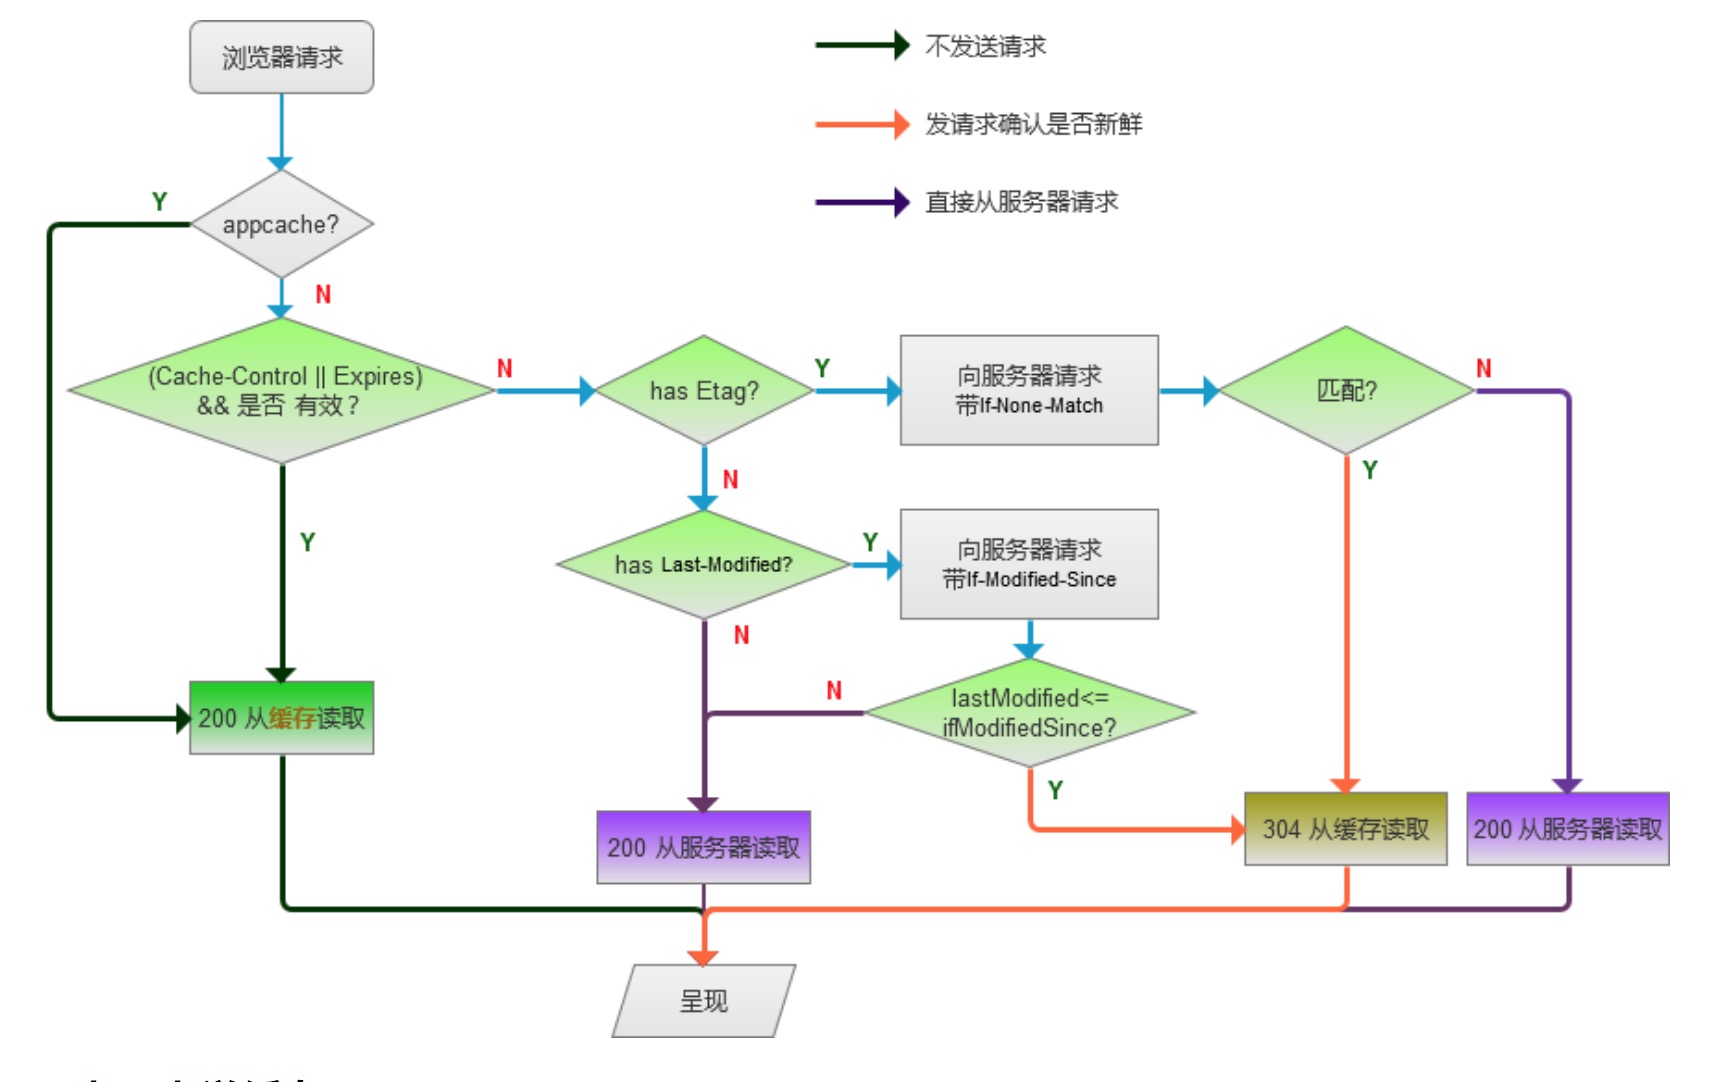 浏览器请求
不发送请求
发请求确认是否新鲜
直接从服务器请求
Y
appcache?
N
(Cache-Control || Expires)
&& 是否 有效？
N
has Etag?
Y
向服务器请求
带If-None-Match
匹配?
N
Y
N
Y
has Last-Modified?
Y
向服务器请求
带If-Modified-Since
N
lastModified<=
ifModifiedSince?
N
Y
200 从缓存读取
200 从服务器读取
304 从缓存读取
200 从服务器读取
呈现